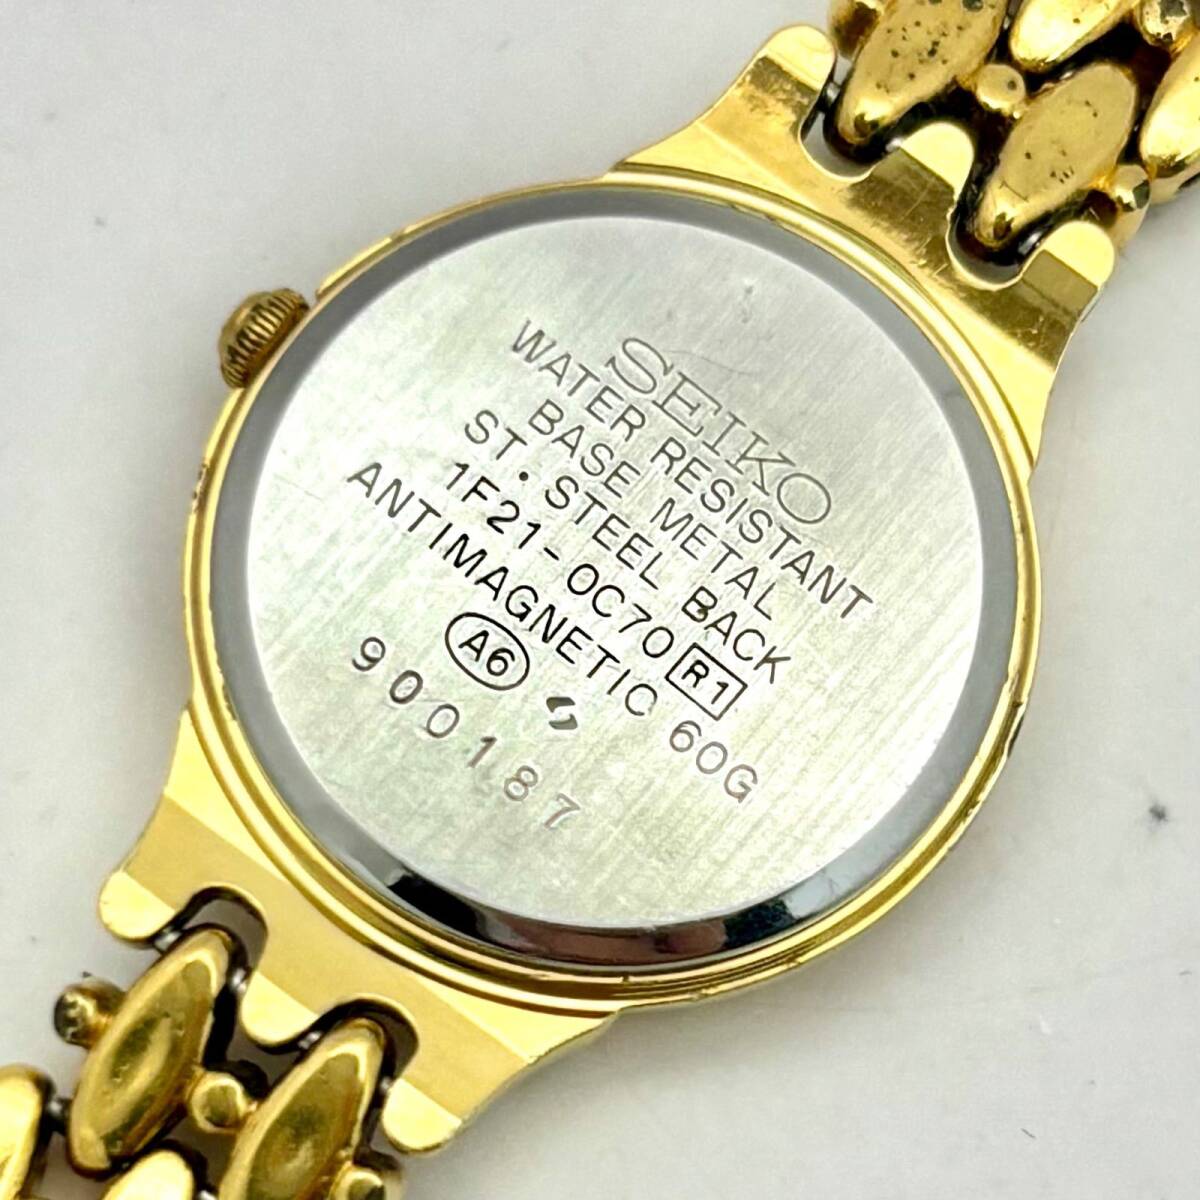 SEIKO
WATER RESISTANT
BASE METAL
ST・STEEL BACK
1F21-0C70 R1
ANTIMAGNETIC 60G
A6
900187